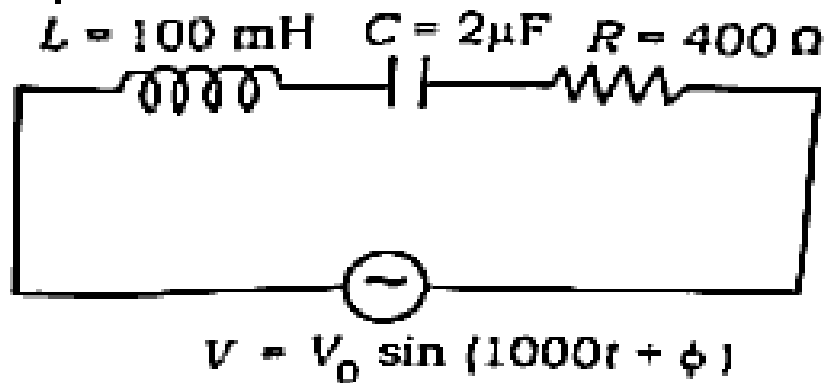 L = 100 mH C = 2μF R = 400 Ω
~
V = V₀ sin (1000t + ϕ)